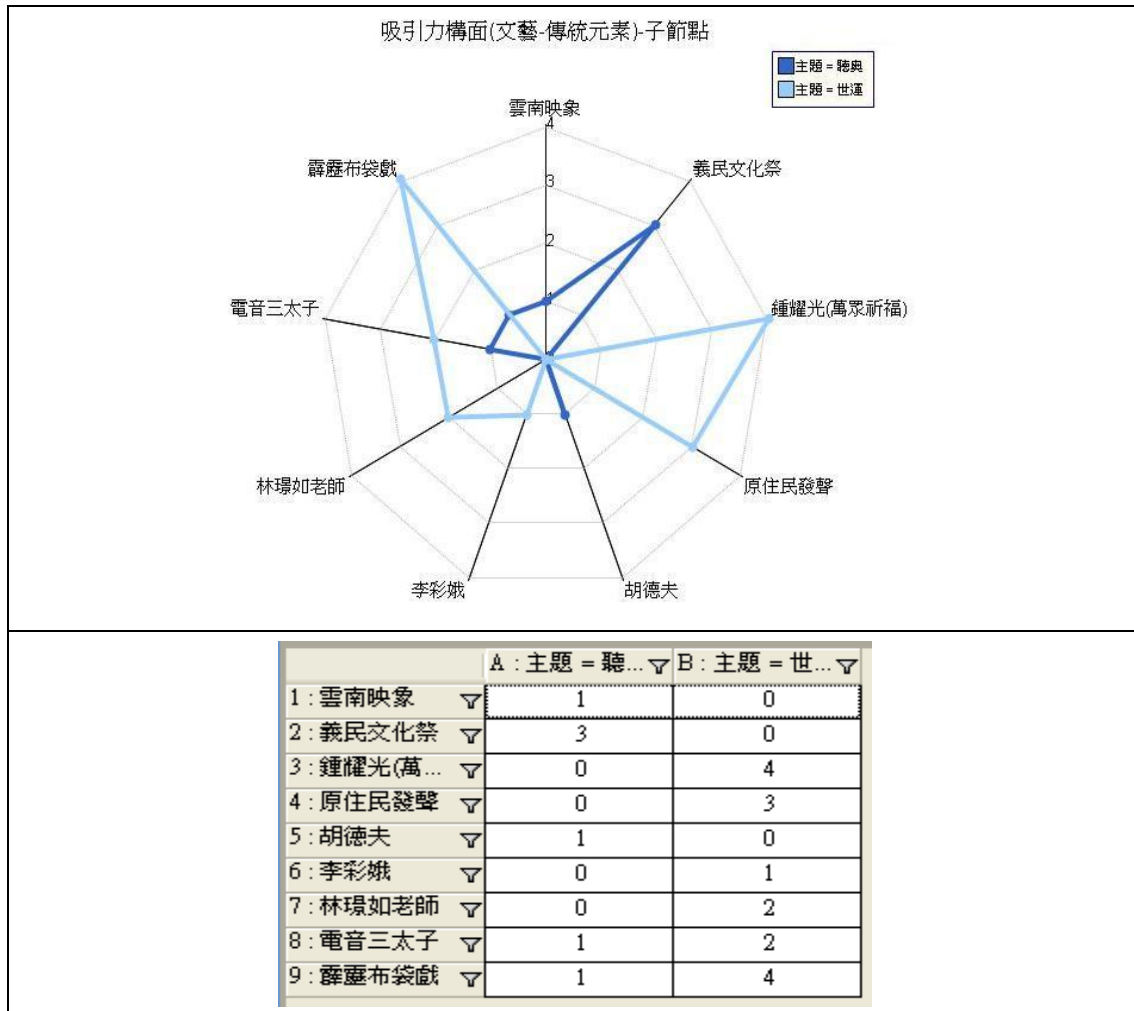 吸引力構面(文藝-傳統元素)-子節點
主題 = 聽奧
主題 = 世運
雲南映象
4
3
2
1
義民文化祭
鍾耀光(萬眾祈福)
原住民發聲
胡德夫
李彩娥
林璟如老師
電音三太子
霹靂布袋戲
A : 主題 = 聽... B : 主題 = 世...
1 : 雲南映象 1 0
2 : 義民文化祭 3 0
3 : 鍾耀光(萬... 0 4
4 : 原住民發聲 0 3
5 : 胡德夫 1 0
6 : 李彩娥 0 1
7 : 林璟如老師 0 2
8 : 電音三太子 1 2
9 : 霹靂布袋戲 1 4